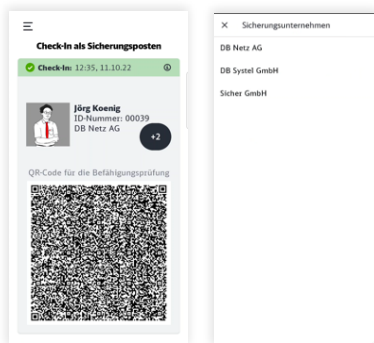 Check-In als Sicherungsposten
Check-In: 12:35, 11.10.22
Jörg Koenig
ID-Nummer: 00039
DB Netz AG
+2
QR-Code für die Befähigungsprüfung
Sicherungsunternehmen
DB Netz AG
DB Systel GmbH
Sicher GmbH